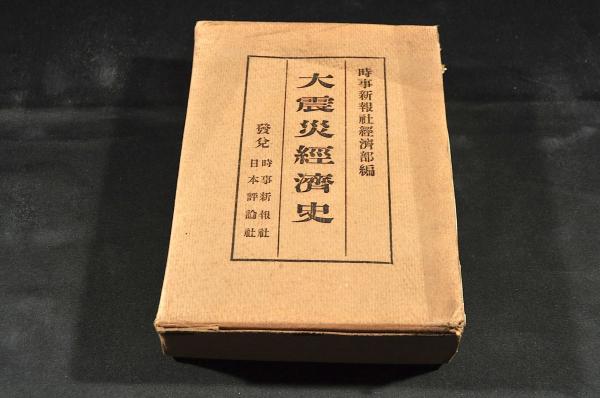 時事新報社經濟部編
大震災經濟史
發兌
時事新報社
日本評論社